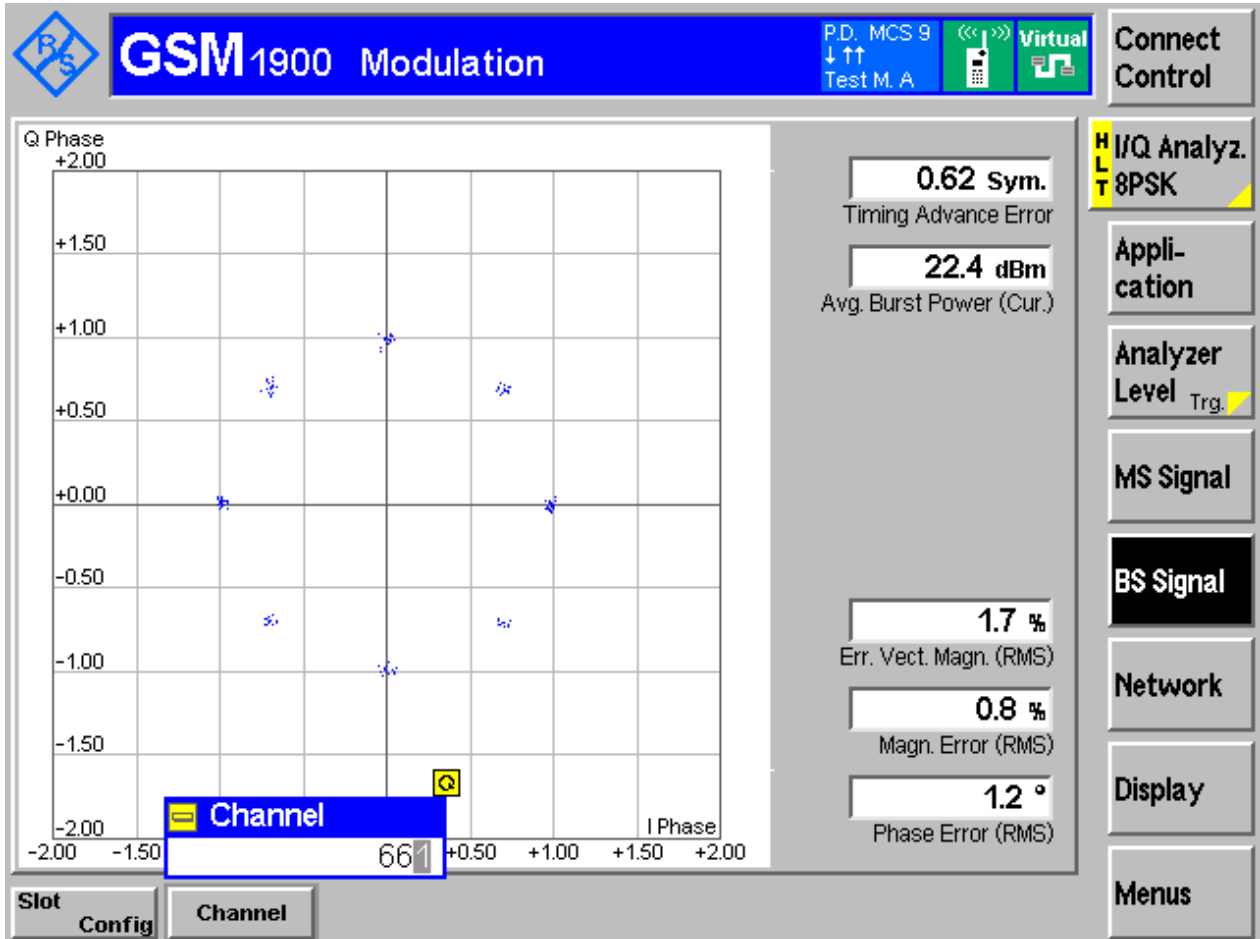 R S
GSM 1900 Modulation
P.D. MCS 9
↓ ↑↑
Test M. A
Virtual
Connect
Control
Q Phase
+2.00
+1.50
+1.00
+0.50
+0.00
-0.50
-1.00
-1.50
-2.00
I Phase
-2.00 -1.50 +0.50 +1.00 +1.50 +2.00
Q
Channel
661
0.62 Sym.
Timing Advance Error
22.4 dBm
Avg. Burst Power (Cur.)
1.7 %
Err. Vect. Magn. (RMS)
0.8 %
Magn. Error (RMS)
1.2 °
Phase Error (RMS)
HLT
I/Q Analyz.
8PSK
Appli-
cation
Analyzer
Level Trg.
MS Signal
BS Signal
Network
Display
Menus
Slot
Config
Channel